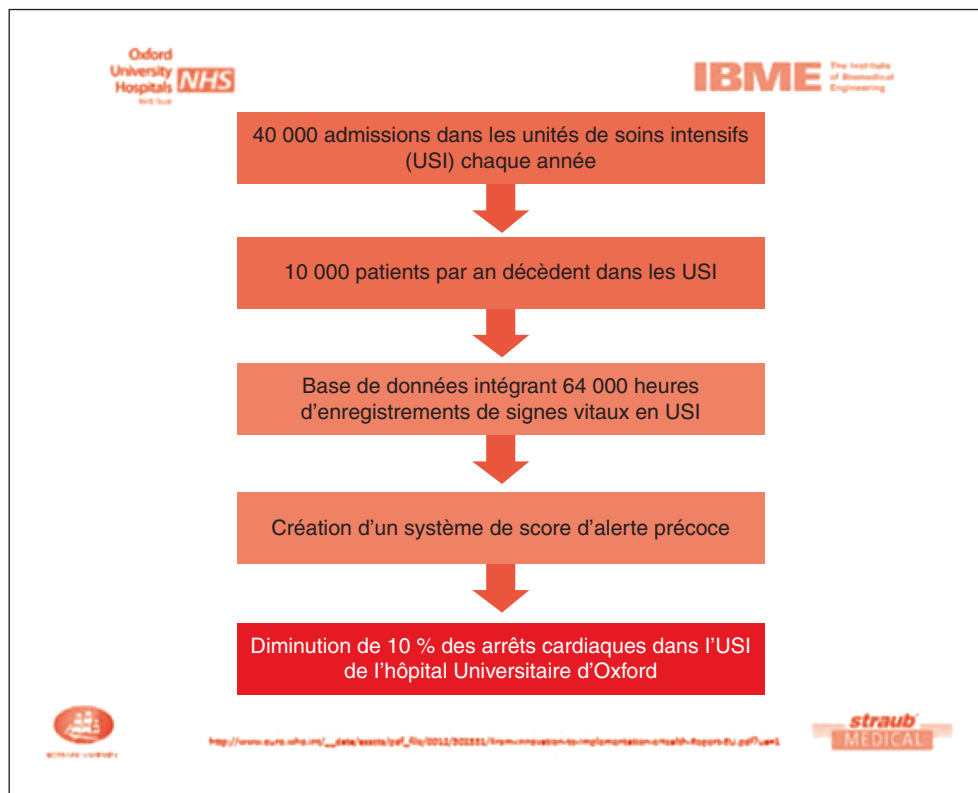 Oxford
University
Hospitals NHS
NHS Trust
IBME The Institute
of Biomedical
Engineering
40 000 admissions dans les unités de soins intensifs
(USI) chaque année
10 000 patients par an décèdent dans les USI
Base de données intégrant 64 000 heures
d’enregistrements de signes vitaux en USI
Création d’un système de score d’alerte précoce
Diminution de 10 % des arrêts cardiaques dans l’USI
de l’hôpital Universitaire d’Oxford
straub
MEDICAL